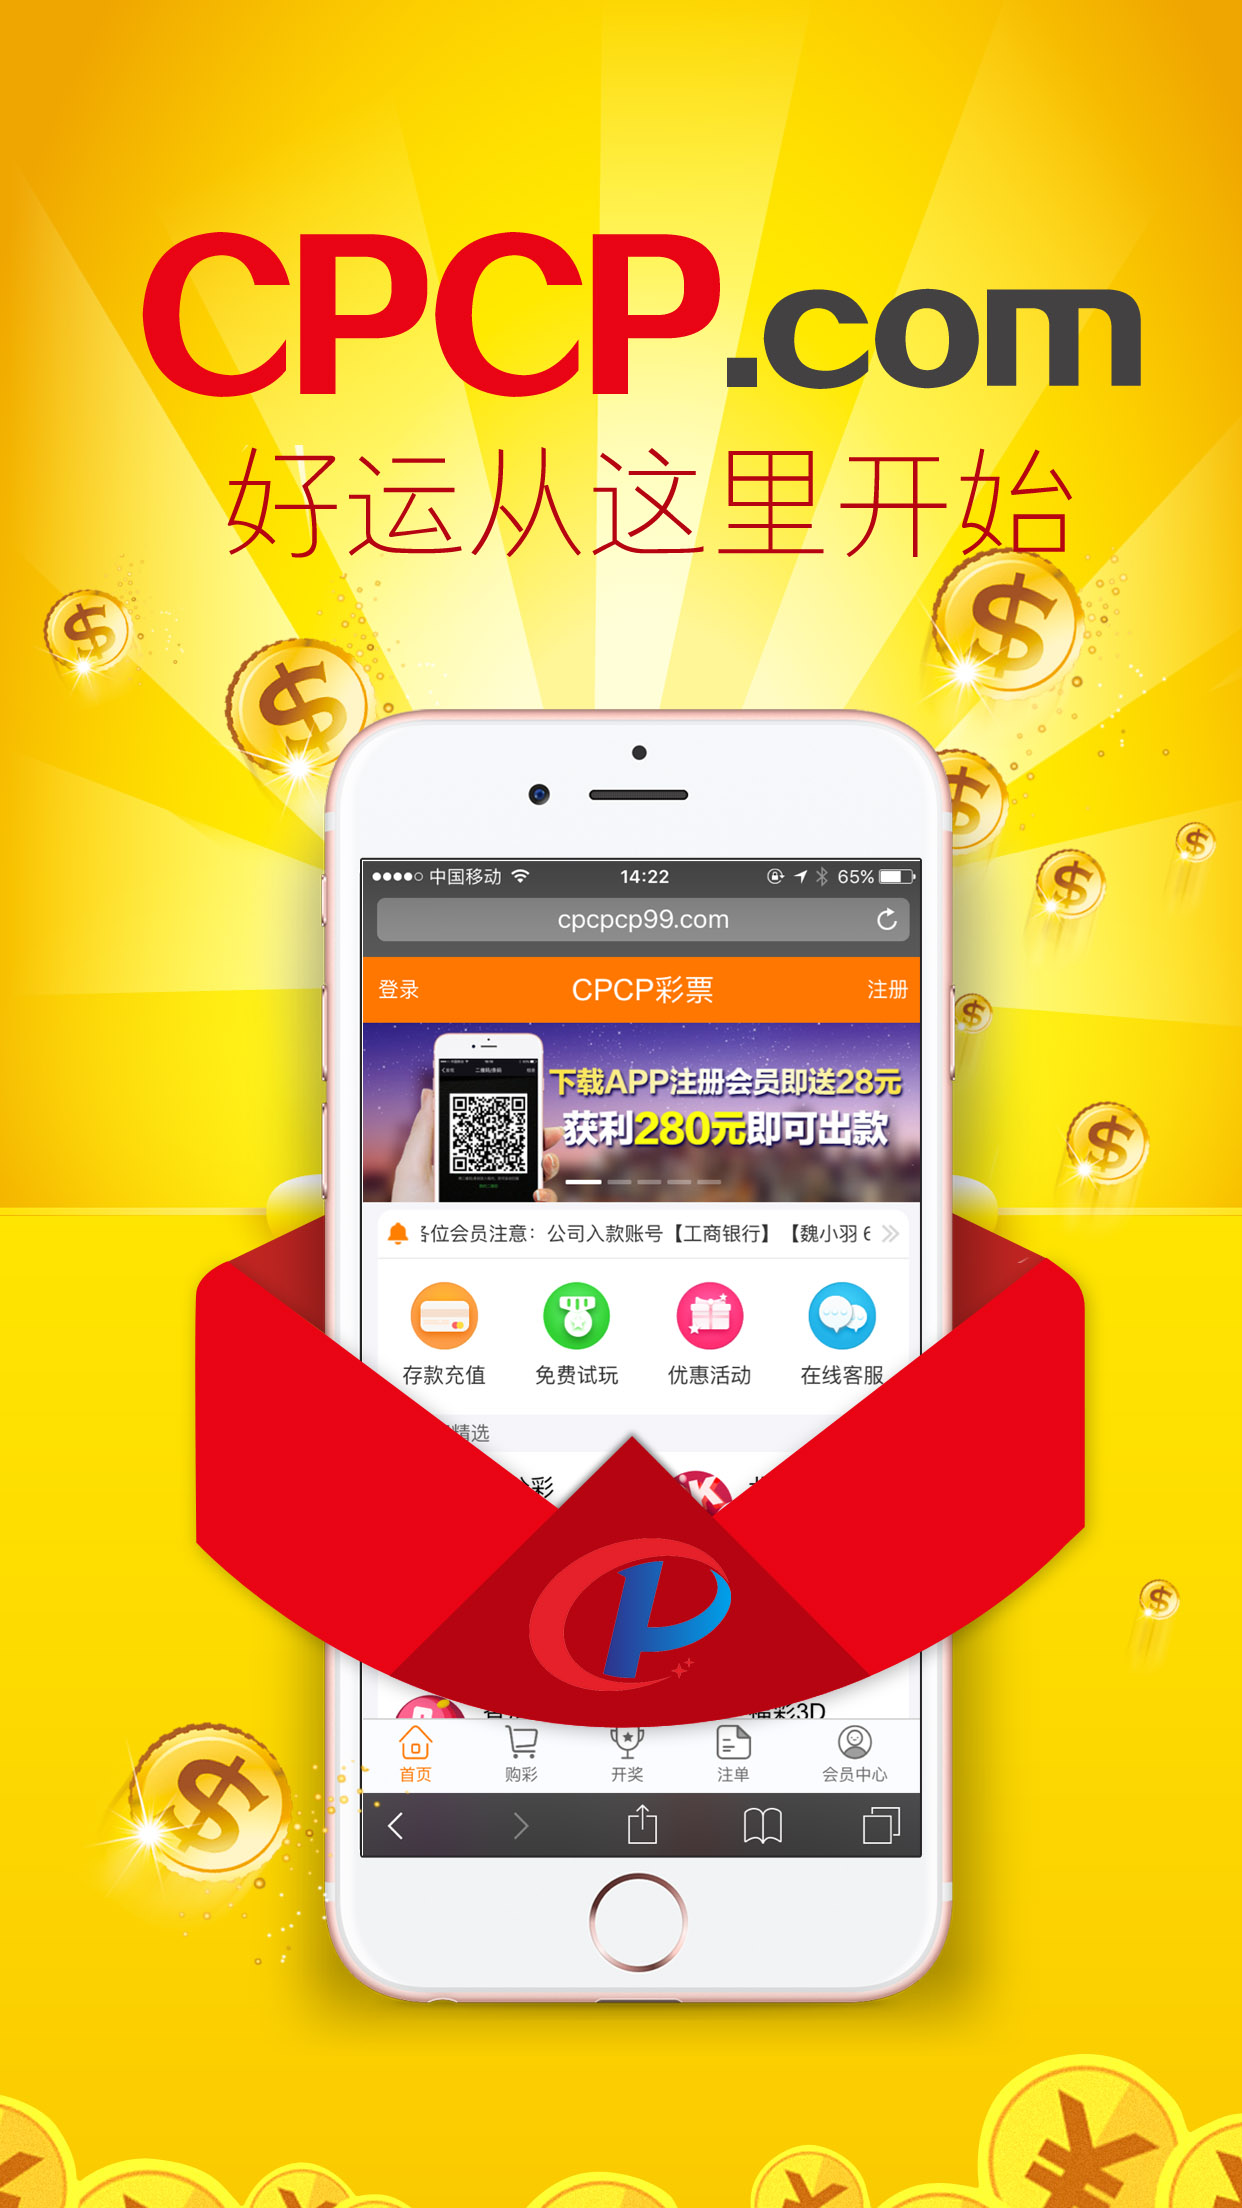 CPCP.com
好运从这里开始
中国移动 14:22 65%
cpcpcp99.com
登录 CPCP彩票 注册
下载APP注册会员即送28元
获利280元即可出款
各位会员注意：公司入款账号【工商银行】【魏小羽 6
存款充值 免费试玩 优惠活动 在线客服
精选
彩
福彩3D
首页 购彩 开奖 注单 会员中心